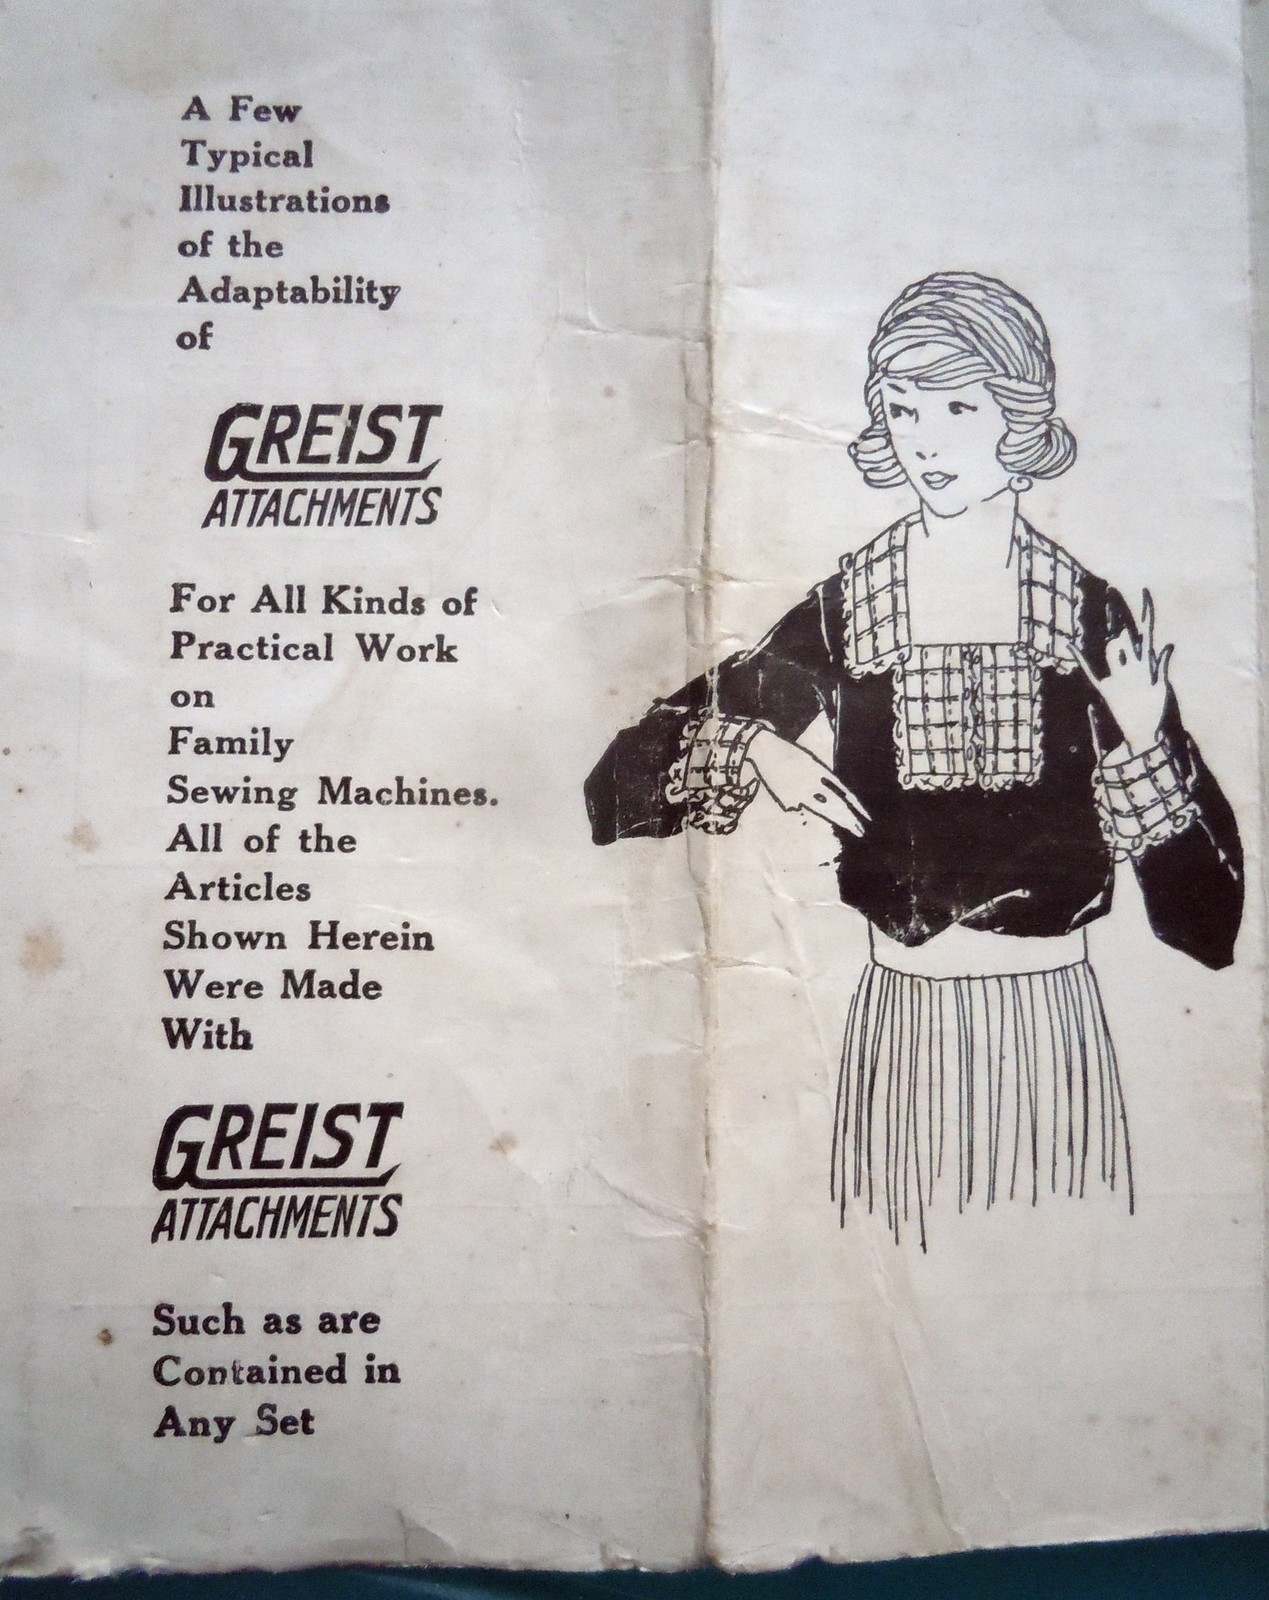 A Few
Typical
Illustrations
of the
Adaptability
of
GREIST
ATTACHMENTS
For All Kinds of
Practical Work
on
Family
Sewing Machines.
All of the
Articles
Shown Herein
Were Made
With
GREIST
ATTACHMENTS
Such as are
Contained in
Any Set